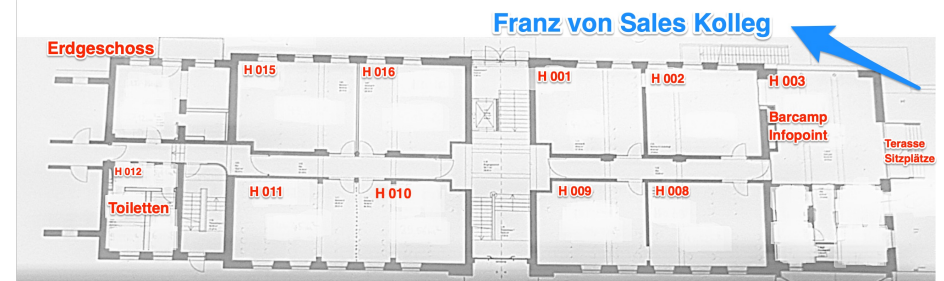 Franz von Sales Kolleg
Erdgeschoss
H 015
H 016
H 001
H 002
H 003
Barcamp
Infopoint
Terasse
Sitzplätze
H 012
Toiletten
H 011
H 010
H 009
H 008